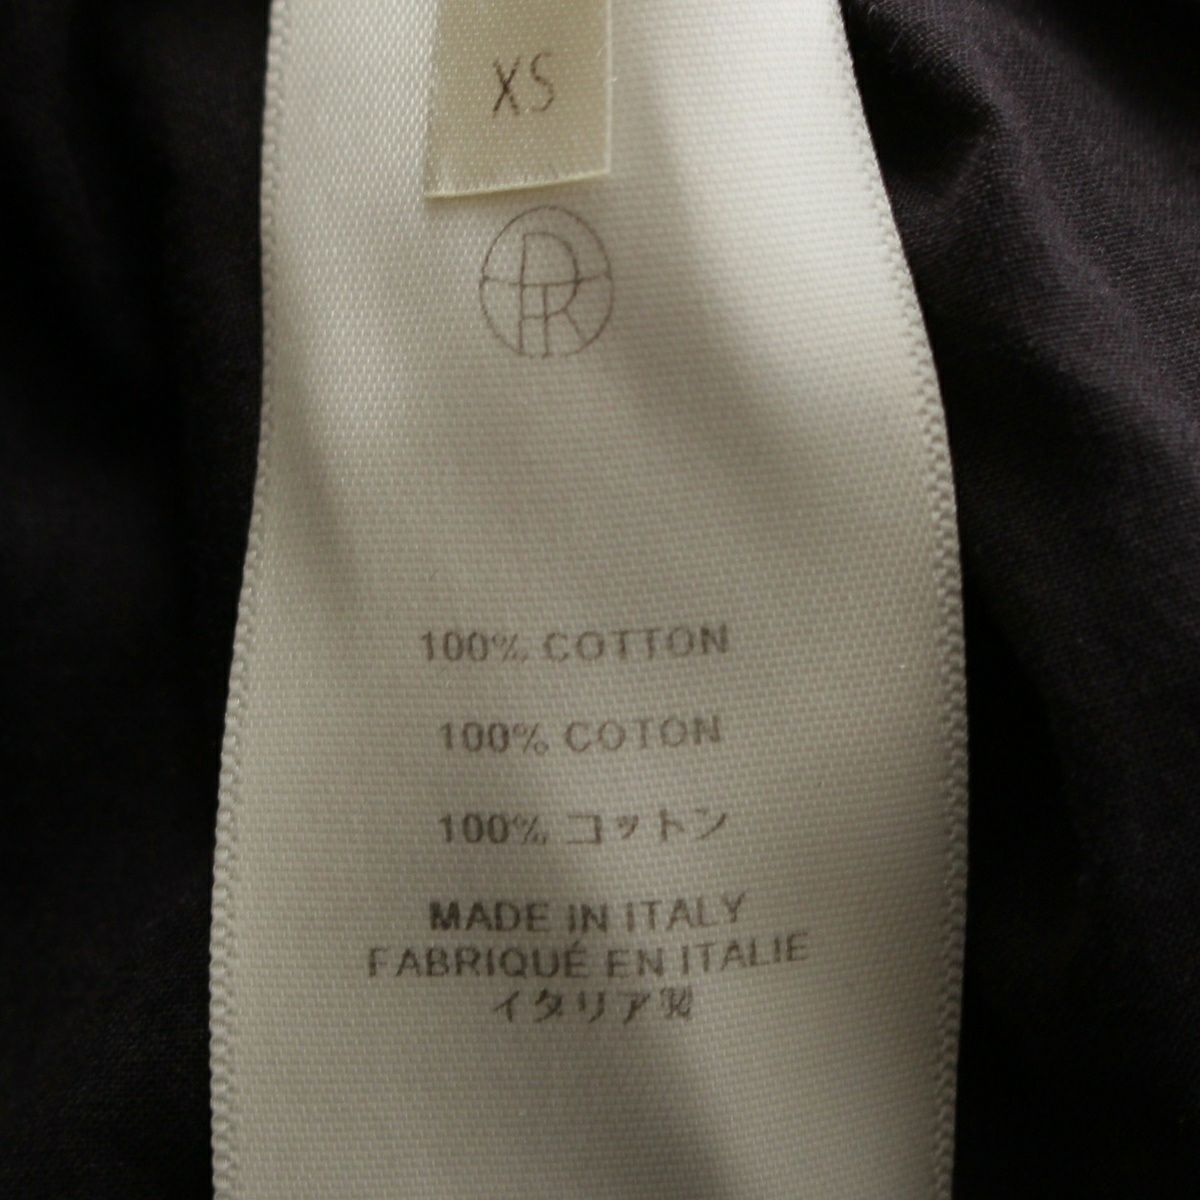 XS
100% COTTON
100% COTON
100% コットン
MADE IN ITALY
FABRIQUÉ EN ITALIE
イタリア製